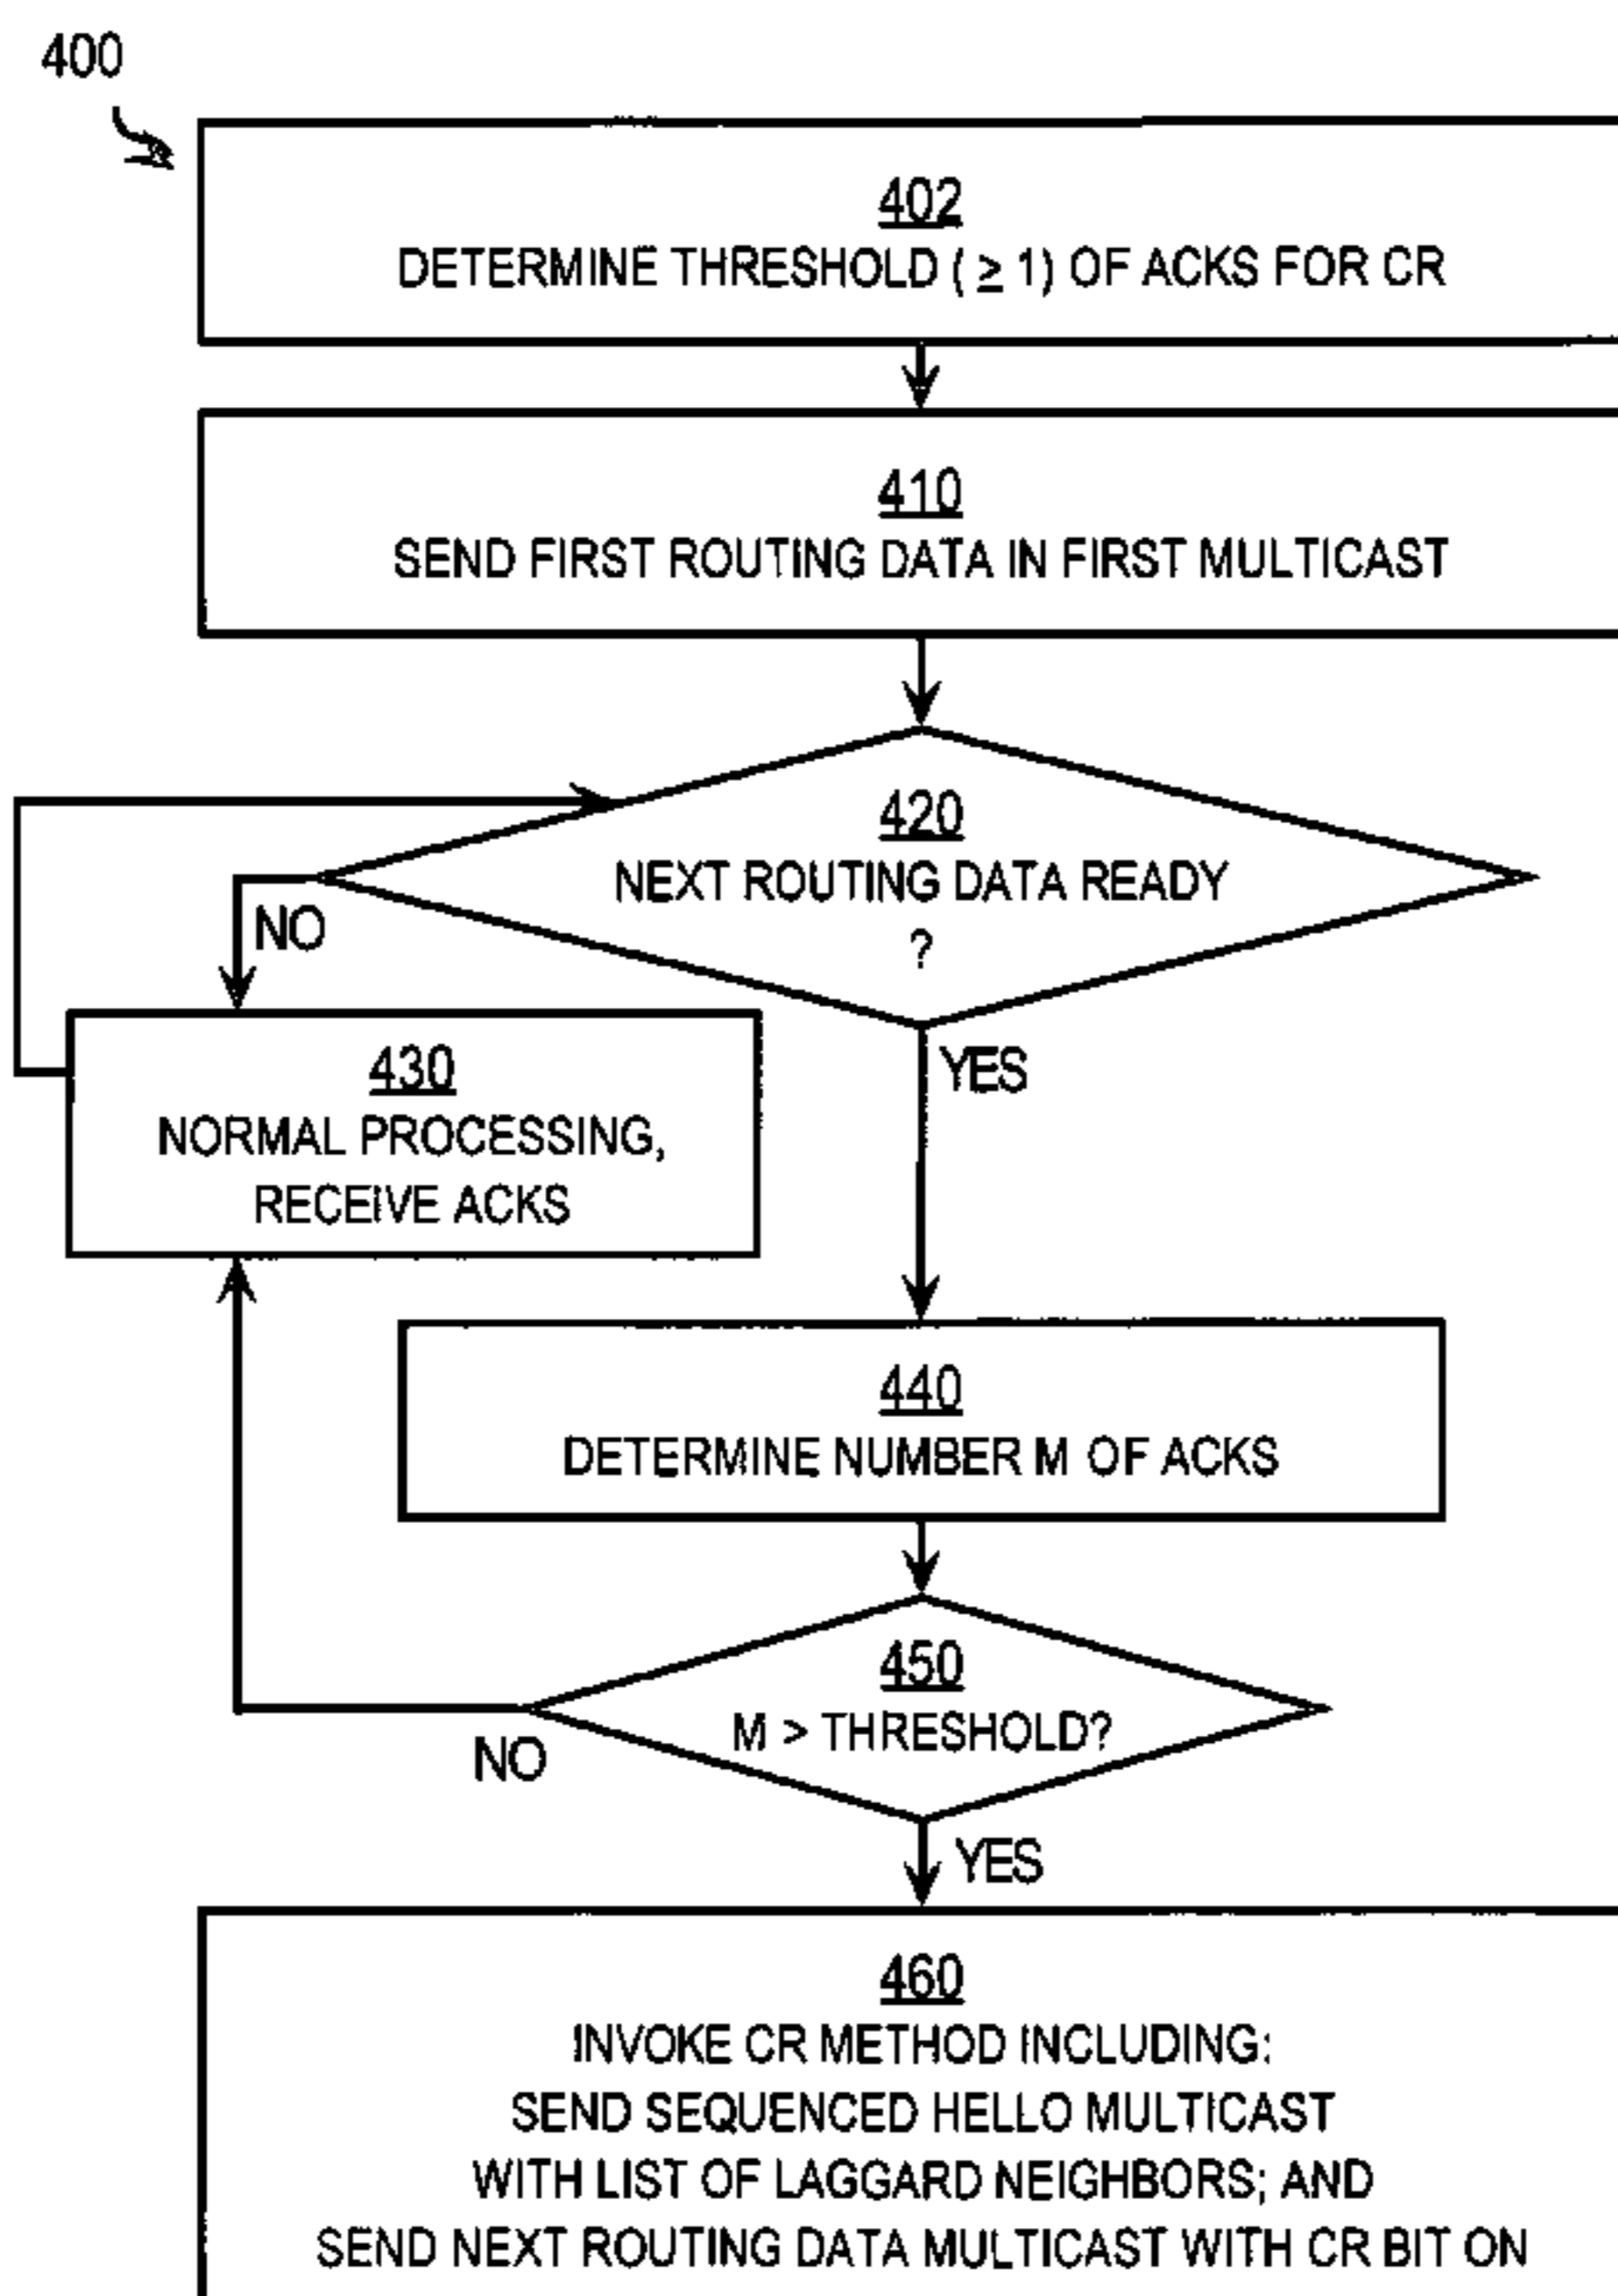 400
402
DETERMINE THRESHOLD ( ≥ 1) OF ACKS FOR CR
410
SEND FIRST ROUTING DATA IN FIRST MULTICAST
420
NEXT ROUTING DATA READY
?
NO
YES
430
NORMAL PROCESSING,
RECEIVE ACKS
440
DETERMINE NUMBER M OF ACKS
450
M > THRESHOLD?
NO
YES
460
INVOKE CR METHOD INCLUDING:
SEND SEQUENCED HELLO MULTICAST
WITH LIST OF LAGGARD NEIGHBORS; AND
SEND NEXT ROUTING DATA MULTICAST WITH CR BIT ON